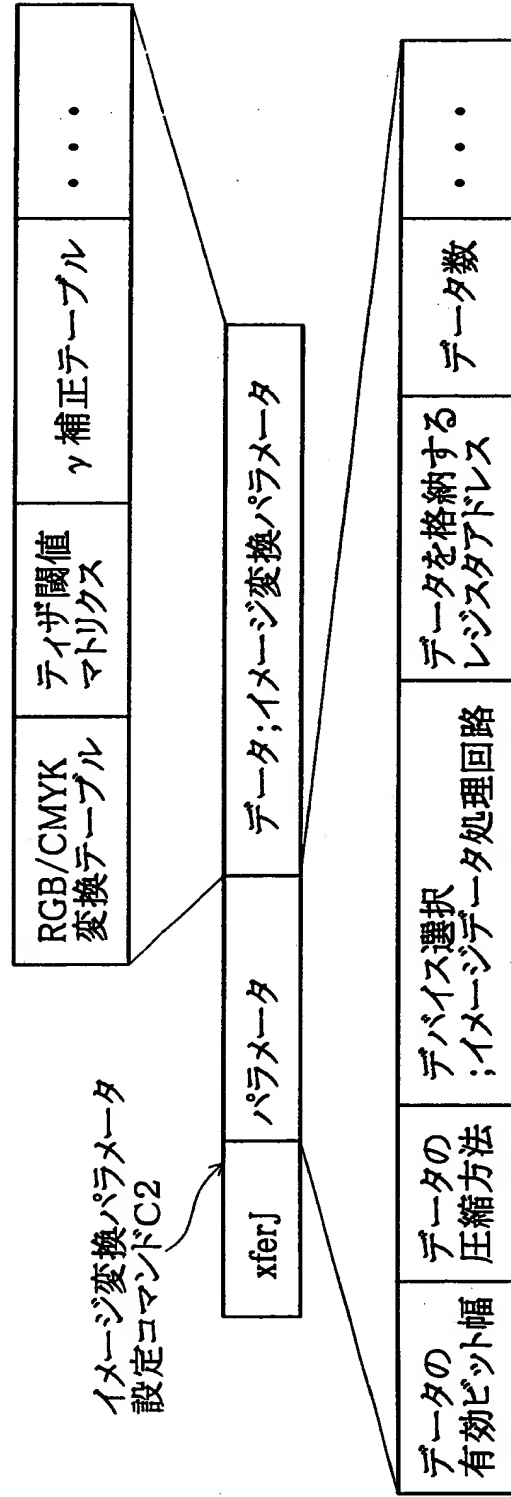 RGB/CMYK
変換テーブル
ティザ閾値
マトリクス
γ補正テーブル
・・・
イメージ変換パラメータ
設定コマンドC2
xferJ
パラメータ
データ;イメージ変換パラメータ
データの
有効ビット幅
データの
圧縮方法
デバイス選択
;イメージデータ処理回路
データを格納する
レジスタアドレス
データ数
・・・